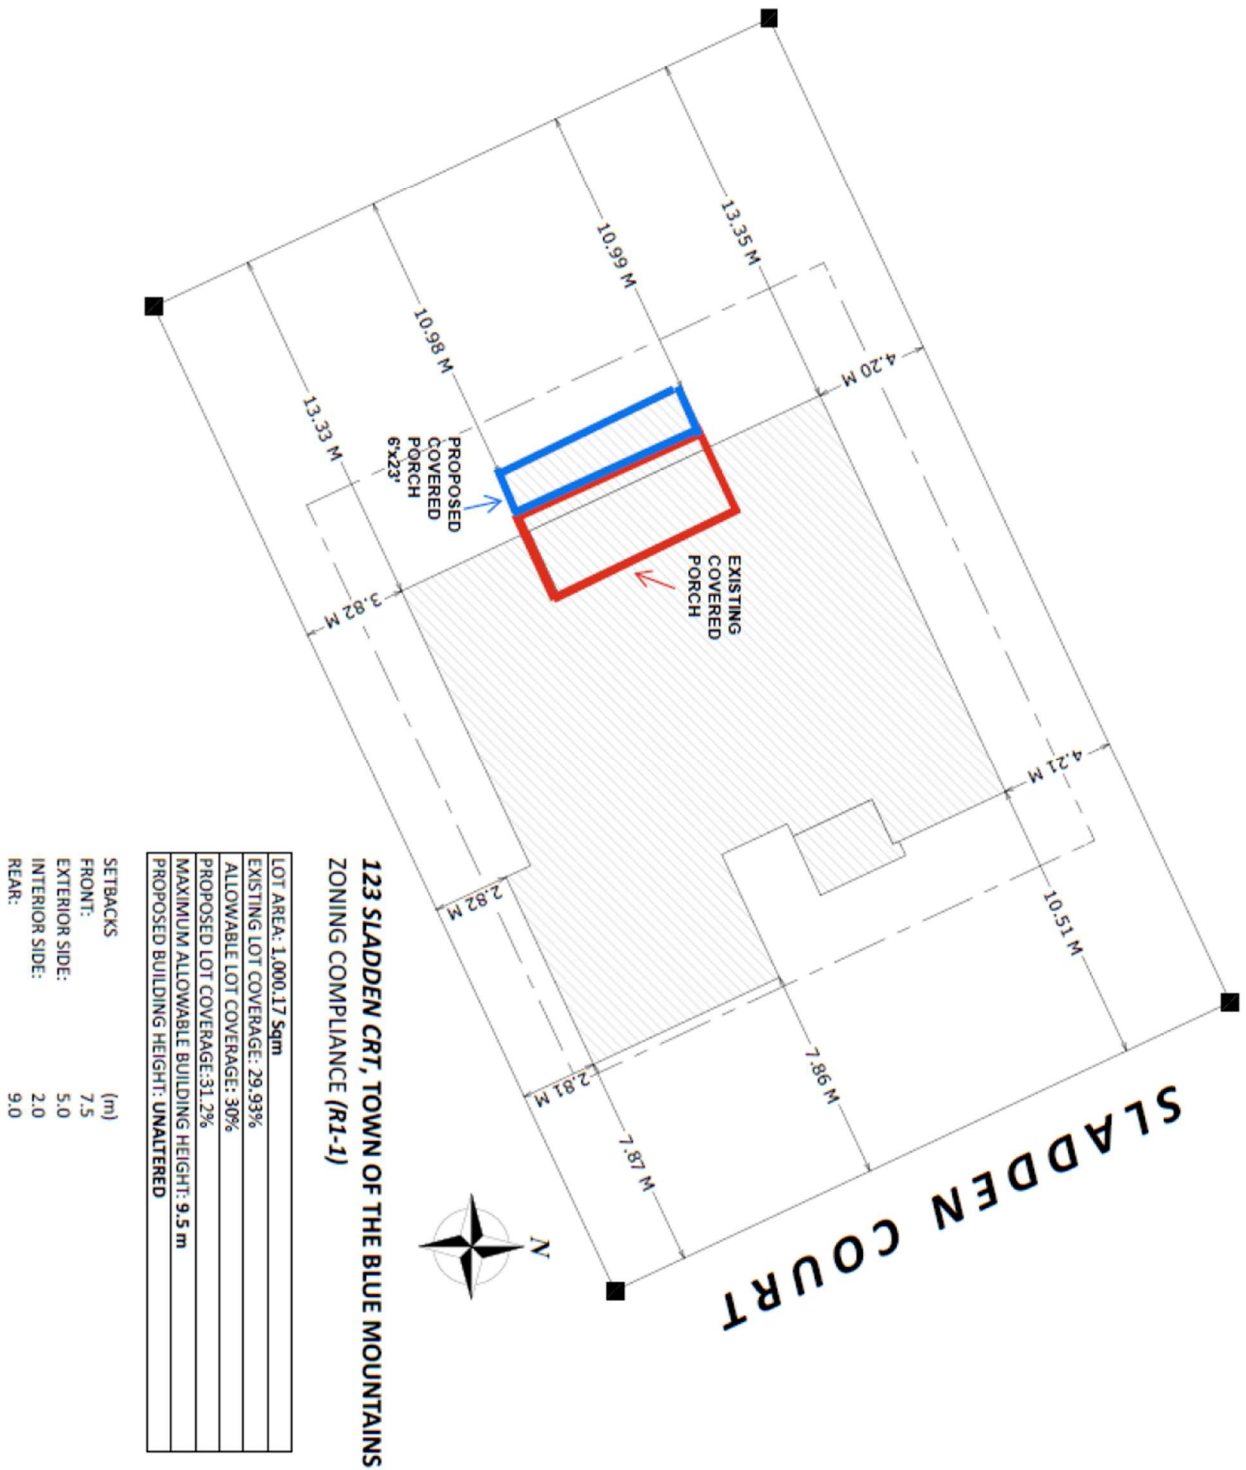 13.35 M
10.99 M
10.98 M
13.33 M
4.20 M
3.82 M
4.21 M
10.51 M
2.82 M
2.81 M
7.86 M
7.87 M
PROPOSED
COVERED
PORCH
6'x23'
EXISTING
COVERED
PORCH
SLADDEN COURT
N
123 SLADDEN CRT, TOWN OF THE BLUE MOUNTAINS
ZONING COMPLIANCE (R1-1)
LOT AREA: 1,000.17 Sqm
EXISTING LOT COVERAGE: 29.93%
ALLOWABLE LOT COVERAGE: 30%
PROPOSED LOT COVERAGE:31.2%
MAXIMUM ALLOWABLE BUILDING HEIGHT: 9.5 m
PROPOSED BUILDING HEIGHT: UNALTERED
SETBACKS (m)
FRONT: 7.5
EXTERIOR SIDE: 5.0
INTERIOR SIDE: 2.0
REAR: 9.0